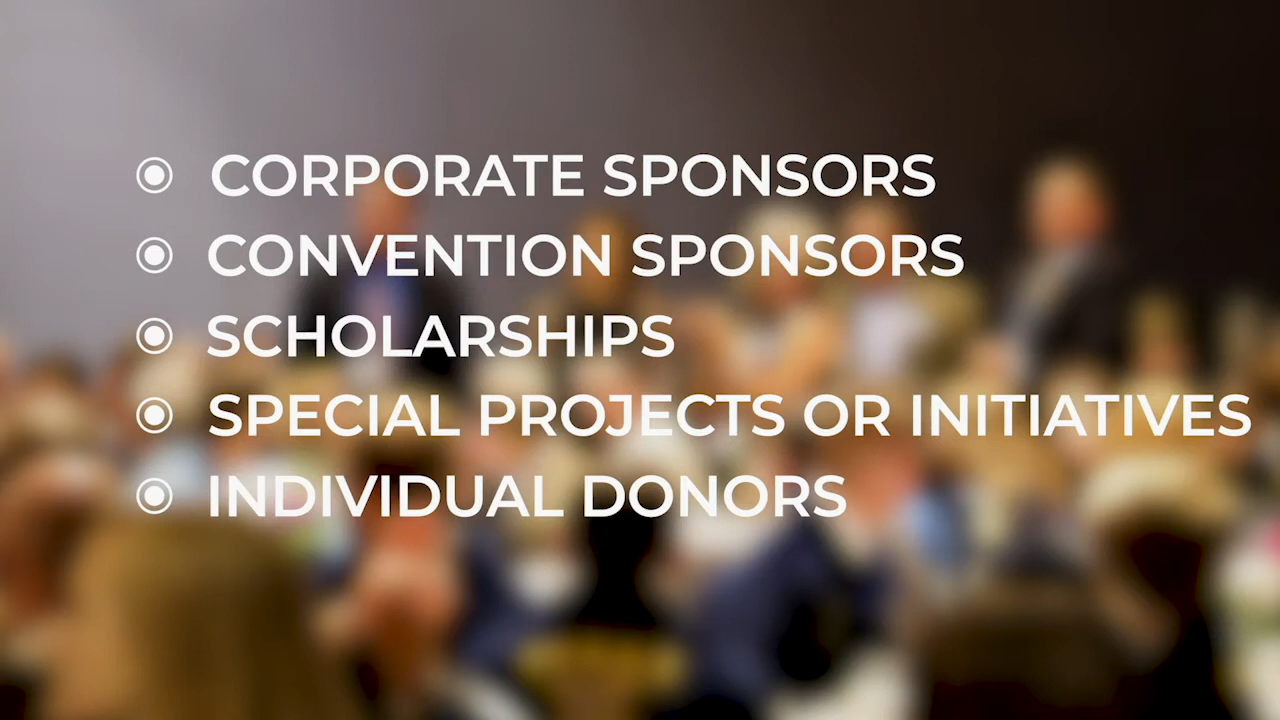 CORPORATE SPONSORS
CONVENTION SPONSORS
SCHOLARSHIPS
SPECIAL PROJECTS OR INITIATIVES
INDIVIDUAL DONORS